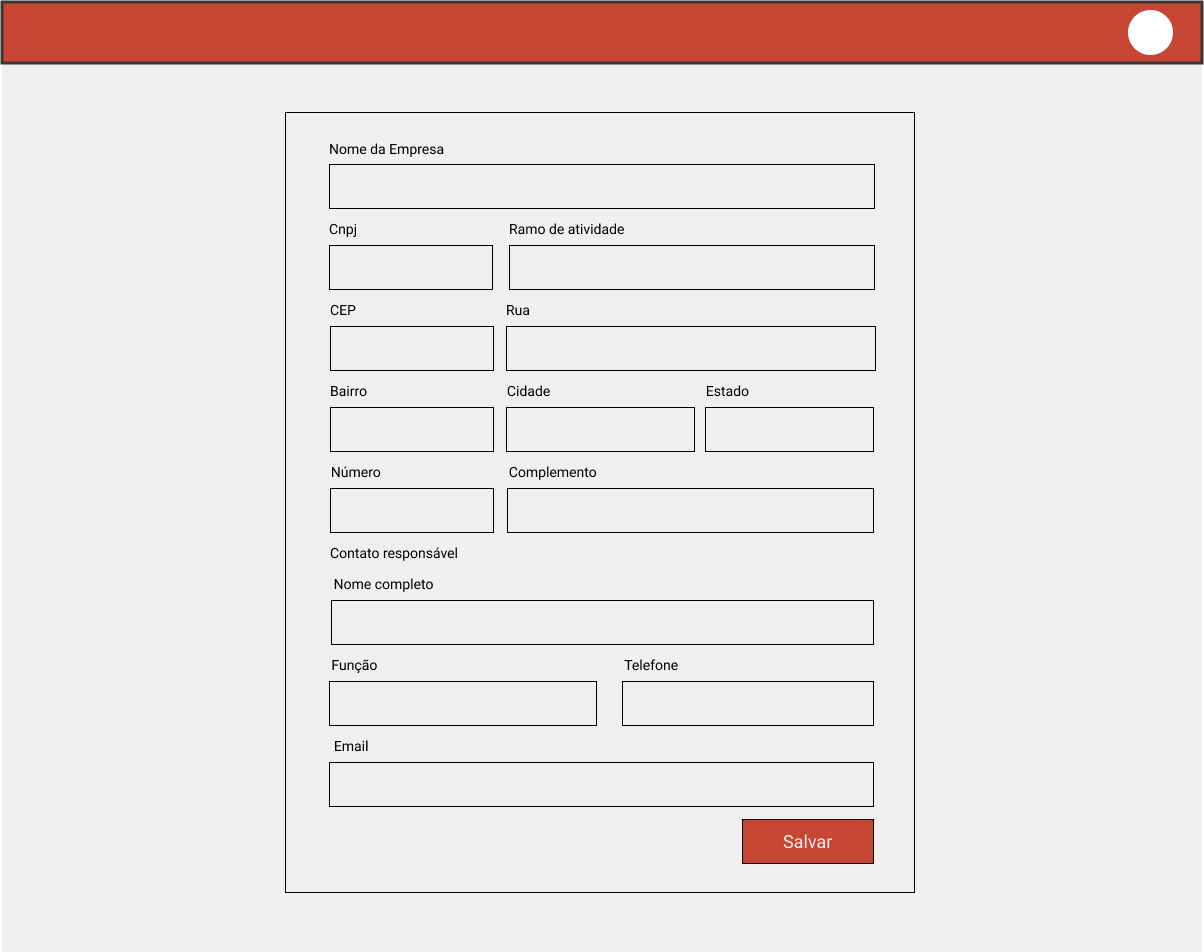 Nome da Empresa
Cnpj Ramo de atividade
CEP Rua
Bairro Cidade Estado
Número Complemento
Contato responsável
Nome completo
Função Telefone
Email
Salvar